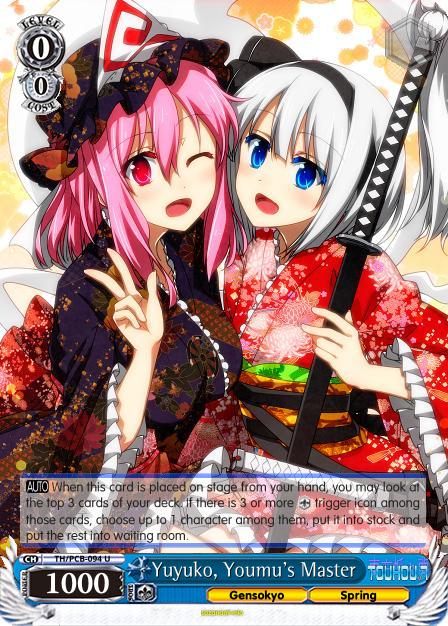 LEVEL
0
0
COST
AUTO When this card is placed on stage from your hand, you may look at
the top 3 cards of your deck. If there is 3 or more trigger icon among
those cards, choose up to 1 character among them, put it into stock and
put the rest into waiting room.
CH TH/PCB-094 U
POWER 1000 SOUL Yuyuko, Youmu's Master TOUHOU
Gensokyo Spring